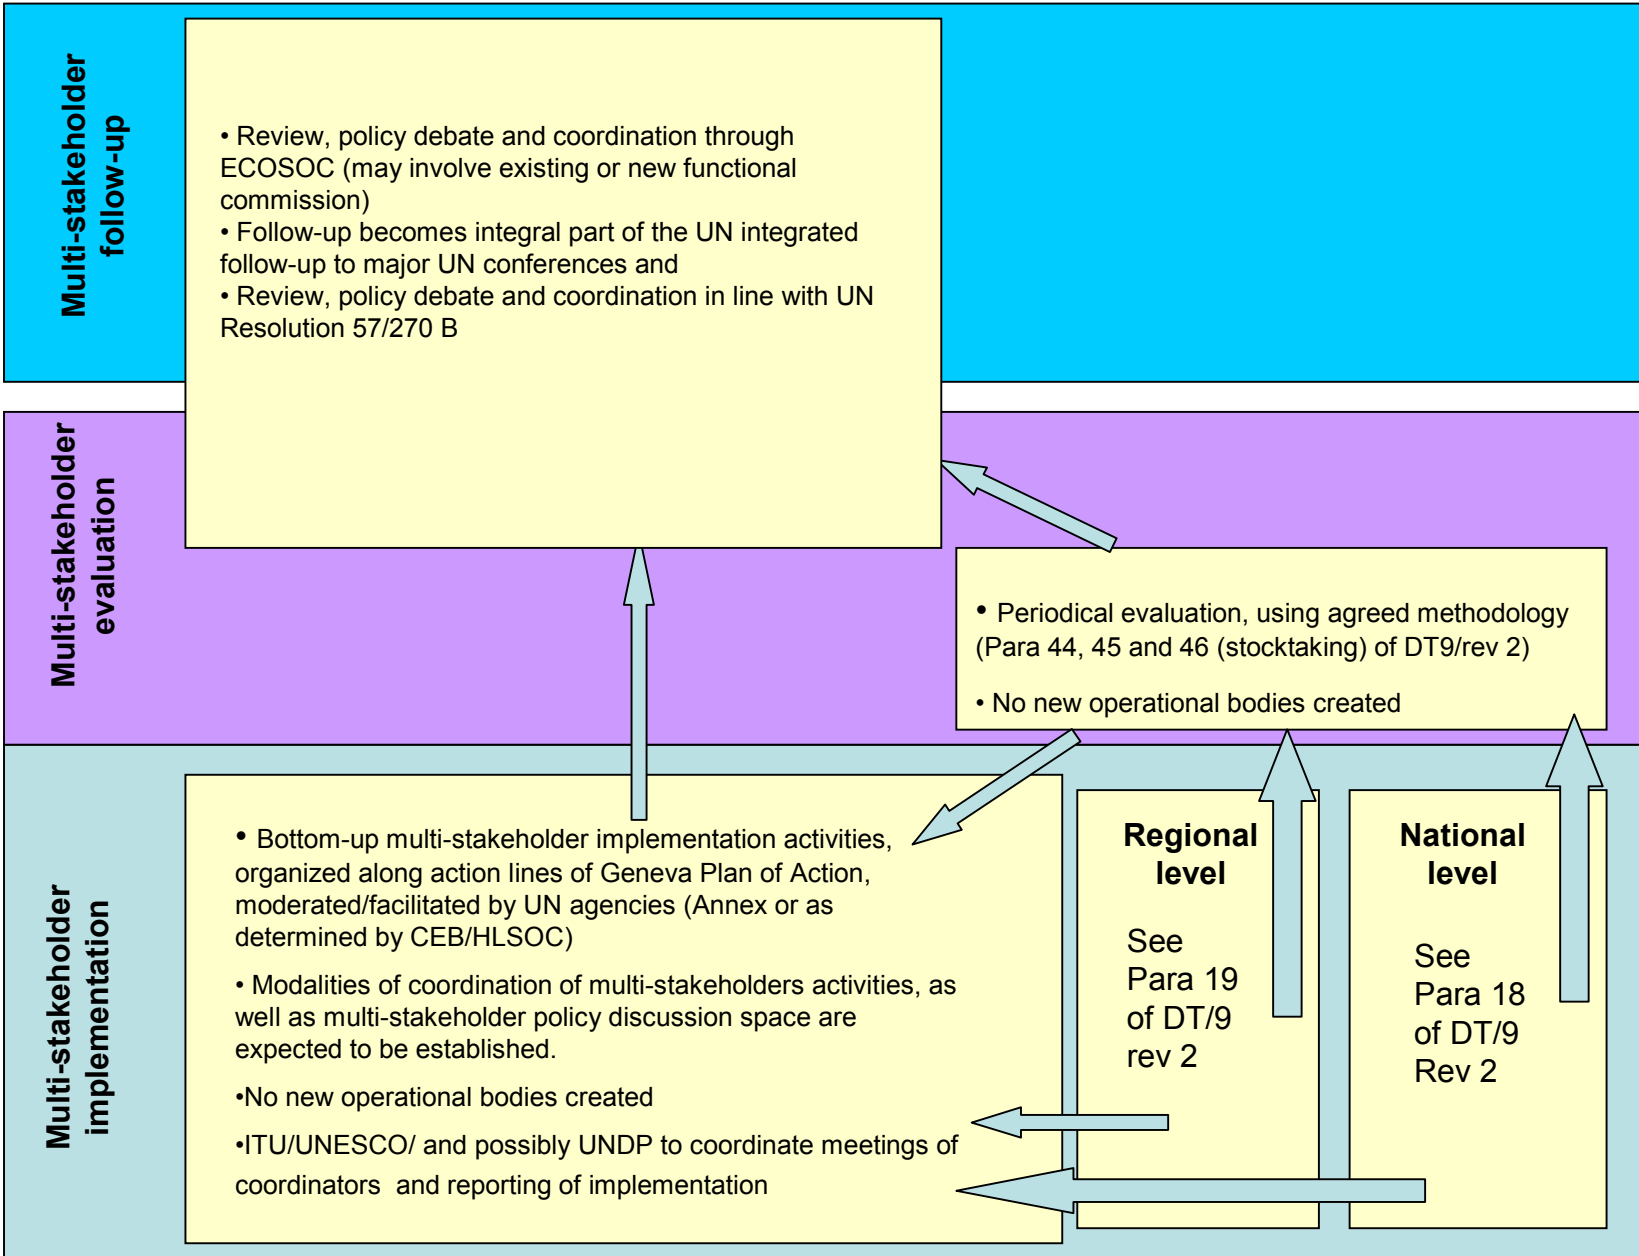 Multi-stakeholder
follow-up
• Review, policy debate and coordination through
ECOSOC (may involve existing or new functional
commission)
• Follow-up becomes integral part of the UN integrated
follow-up to major UN conferences and
• Review, policy debate and coordination in line with UN
Resolution 57/270 B
Multi-stakeholder
evaluation
• Periodical evaluation, using agreed methodology
(Para 44, 45 and 46 (stocktaking) of DT9/rev 2)
• No new operational bodies created
Multi-stakeholder
implementation
• Bottom-up multi-stakeholder implementation activities,
organized along action lines of Geneva Plan of Action,
moderated/facilitated by UN agencies (Annex or as
determined by CEB/HLSOC)
• Modalities of coordination of multi-stakeholders activities, as
well as multi-stakeholder policy discussion space are
expected to be established.
•No new operational bodies created
•ITU/UNESCO/ and possibly UNDP to coordinate meetings of
coordinators  and reporting of implementation
Regional
level
See
Para 19
of DT/9
rev 2
National
level
See
Para 18
of DT/9
Rev 2